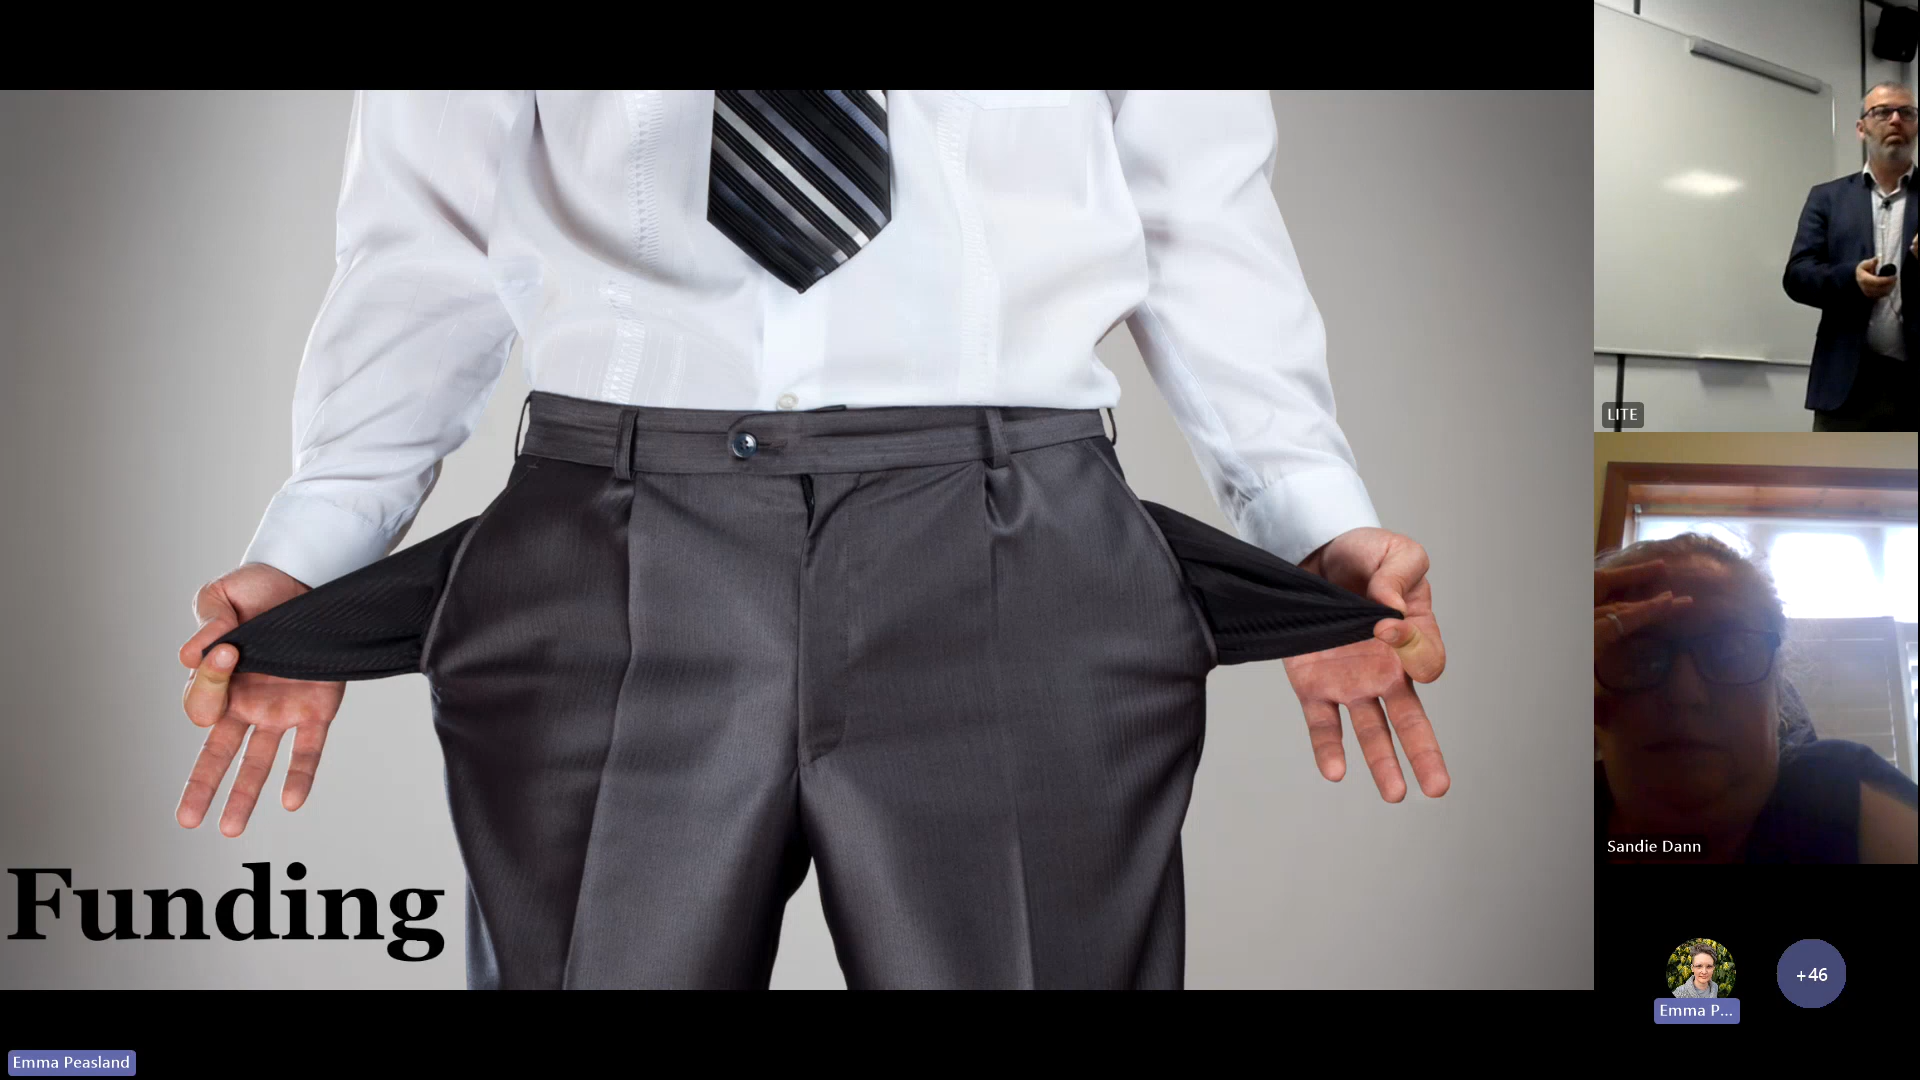 LITE
Sandie Dann
Funding
+46
Emma P...
Emma Peasland